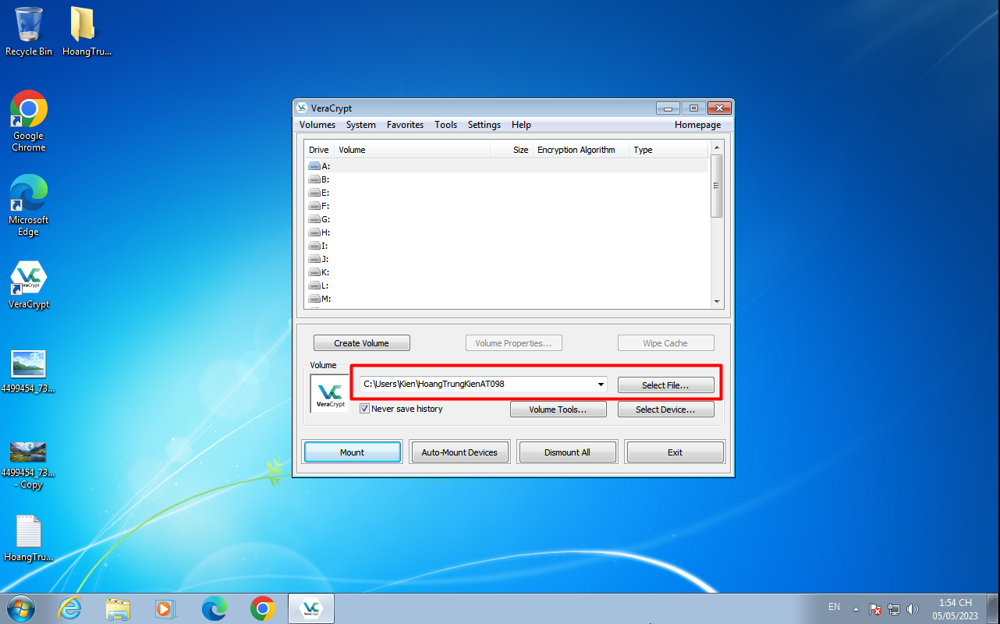 Recycle Bin
HoangTru...
Google
Chrome
Microsoft
Edge
VeraCrypt
VeraCrypt
4499454_73...
4499454_73...
- Copy
HoangTru...
VeraCrypt
Volumes System Favorites Tools Settings Help Homepage
Drive Volume Size Encryption Algorithm Type
A:
B:
E:
F:
G:
H:
I:
J:
K:
L:
M:
Create Volume Volume Properties... Wipe Cache
Volume
VeraCrypt
C:\Users\Kien\HoangTrungKienAT098 Select File...
Never save history Volume Tools... Select Device...
Mount Auto-Mount Devices Dismount All Exit
EN
1:54 CH
05/05/2023